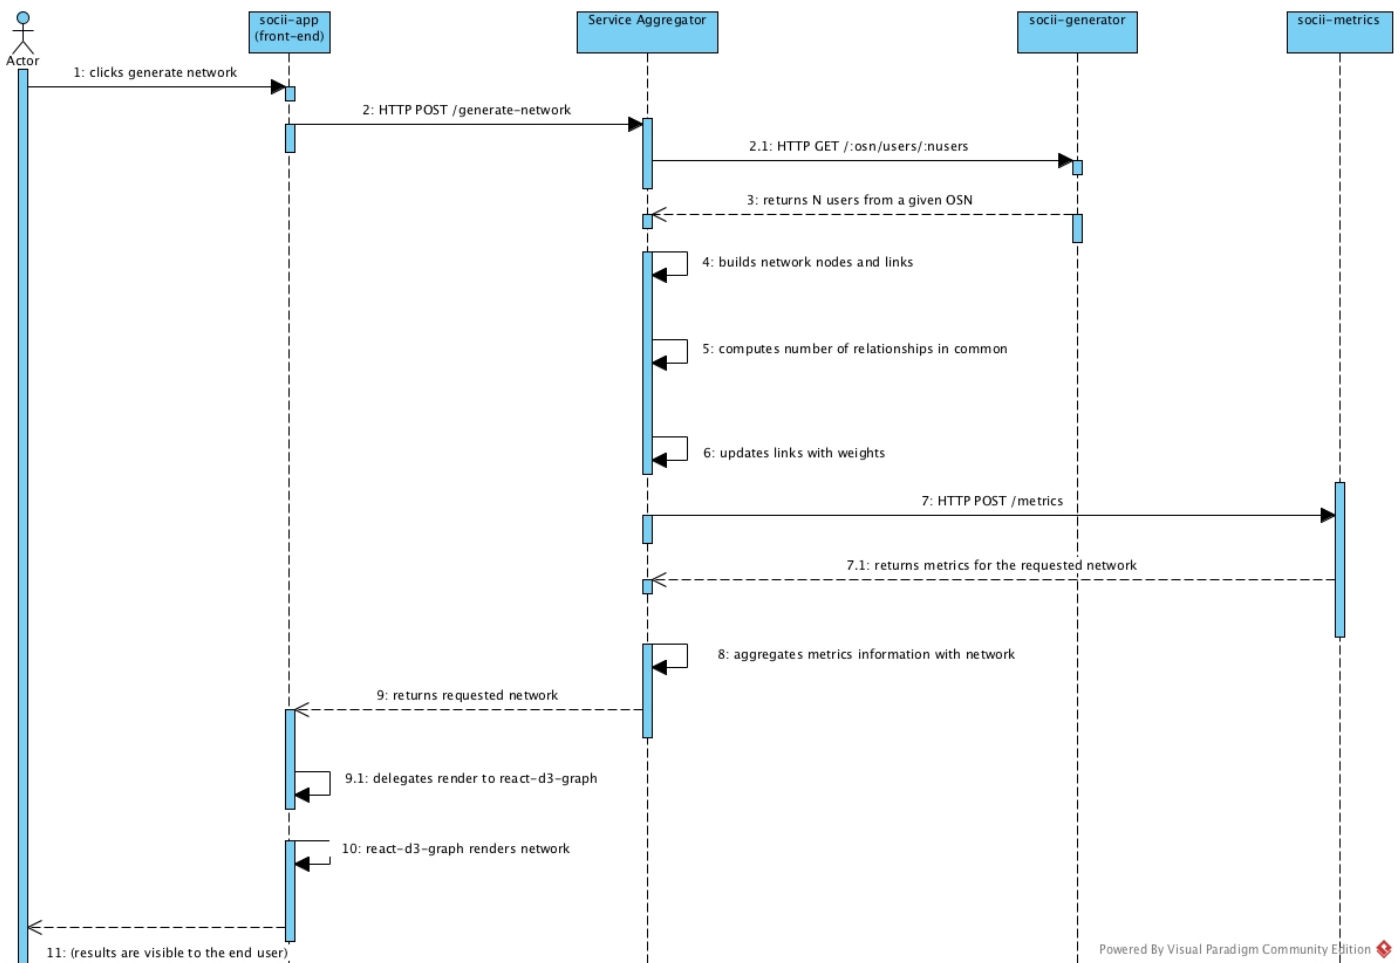 socii-app
(front-end)
Service Aggregator
socii-generator
socii-metrics
Actor
1: clicks generate network
2: HTTP POST /generate-network
2.1: HTTP GET /:osn/users/:nusers
3: returns N users from a given OSN
4: builds network nodes and links
5: computes number of relationships in common
6: updates links with weights
7: HTTP POST /metrics
7.1: returns metrics for the requested network
8: aggregates metrics information with network
9: returns requested network
9.1: delegates render to react-d3-graph
10: react-d3-graph renders network
11: (results are visible to the end user)
Powered By Visual Paradigm Community Edition